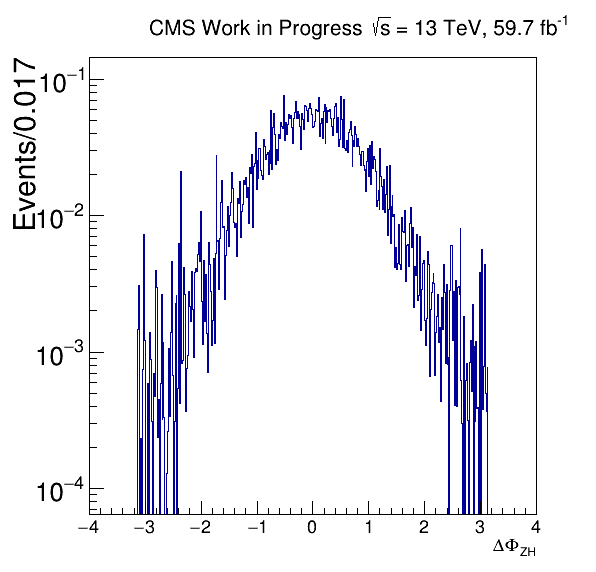 CMS Work in Progress √s = 13 TeV, 59.7 fb⁻¹
Events/0.017
10⁻¹
10⁻²
10⁻³
10⁻⁴
−4 −3 −2 −1 0 1 2 3 4
ΔΦ_ZH